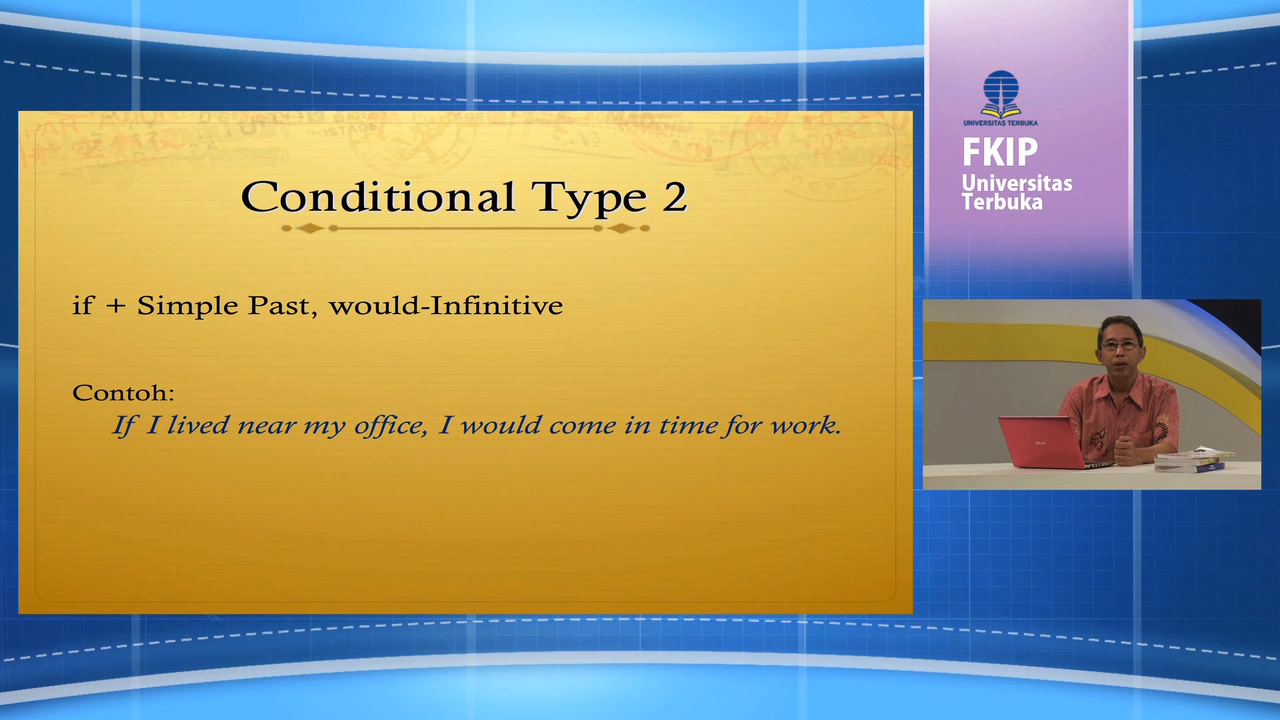 Conditional Type 2
if + Simple Past, would-Infinitive
Contoh:
If I lived near my office, I would come in time for work.
UNIVERSITAS TERBUKA
FKIP
Universitas
Terbuka